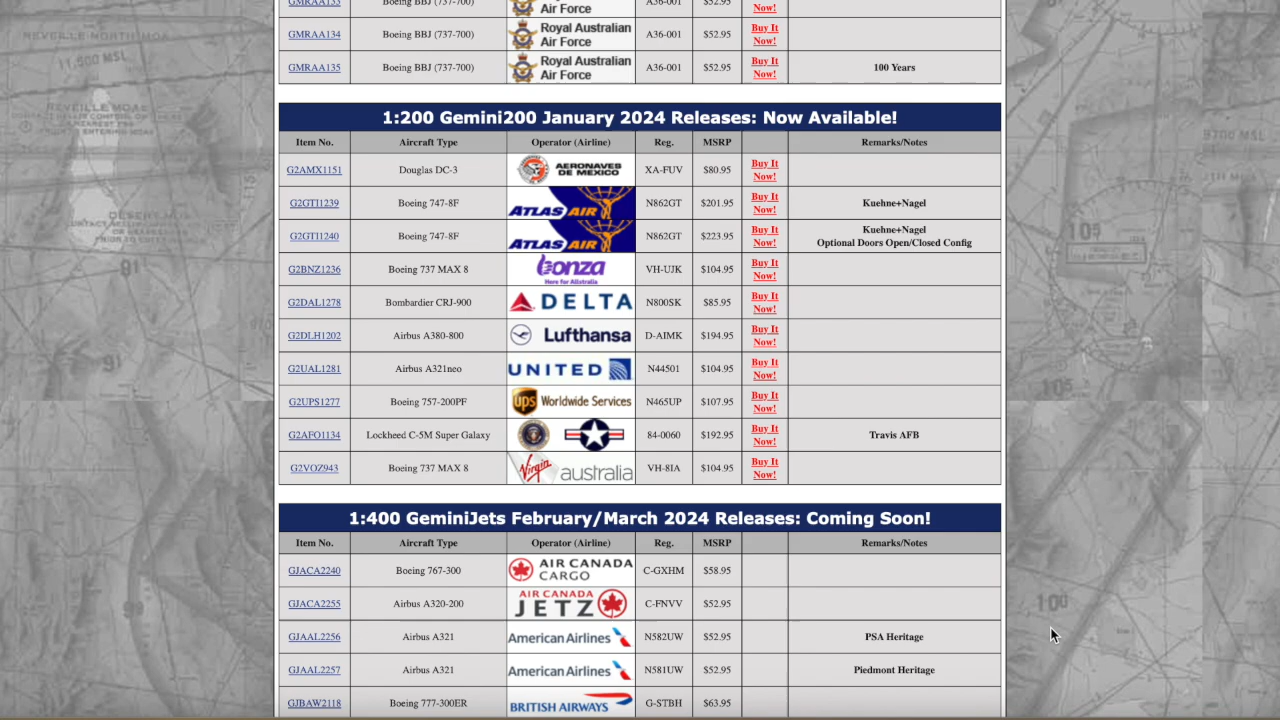 GMRAA133 Boeing BBJ (737-700) Air Force A36-001 $52.95 Now!
GMRAA134 Boeing BBJ (737-700) Royal Australian Air Force A36-001 $52.95 Buy It Now!
GMRAA135 Boeing BBJ (737-700) Royal Australian Air Force A36-001 $52.95 Buy It Now! 100 Years
1:200 Gemini200 January 2024 Releases: Now Available!
Item No. Aircraft Type Operator (Airline) Reg. MSRP Remarks/Notes
G2AMX1151 Douglas DC-3 AERONAVES DE MEXICO XA-FUV $80.95 Buy It Now!
G2GTI1239 Boeing 747-8F ATLAS AIR N862GT $201.95 Buy It Now! Kuehne+Nagel
G2GTI1240 Boeing 747-8F ATLAS AIR N862GT $223.95 Buy It Now! Kuehne+Nagel Optional Doors Open/Closed Config
G2BNZ1236 Boeing 737 MAX 8 bonza Here for Allstralia VH-UJK $104.95 Buy It Now!
G2DAL1278 Bombardier CRJ-900 DELTA N800SK $85.95 Buy It Now!
G2DLH1202 Airbus A380-800 Lufthansa D-AIMK $194.95 Buy It Now!
G2UAL1281 Airbus A321neo UNITED N44501 $104.95 Buy It Now!
G2UPS1277 Boeing 757-200PF ups Worldwide Services N465UP $107.95 Buy It Now!
G2AFO1134 Lockheed C-5M Super Galaxy 84-0060 $192.95 Buy It Now! Travis AFB
G2VOZ943 Boeing 737 MAX 8 Virgin australia VH-8IA $104.95 Buy It Now!
1:400 GeminiJets February/March 2024 Releases: Coming Soon!
Item No. Aircraft Type Operator (Airline) Reg. MSRP Remarks/Notes
GJACA2240 Boeing 767-300 AIR CANADA CARGO C-GXHM $58.95
GJACA2255 Airbus A320-200 AIR CANADA JETZ C-FNVV $52.95
GJAAL2256 Airbus A321 American Airlines N582UW $52.95 PSA Heritage
GJAAL2257 Airbus A321 American Airlines N581UW $52.95 Piedmont Heritage
GJBAW2118 Boeing 777-300ER BRITISH AIRWAYS G-STBH $63.95